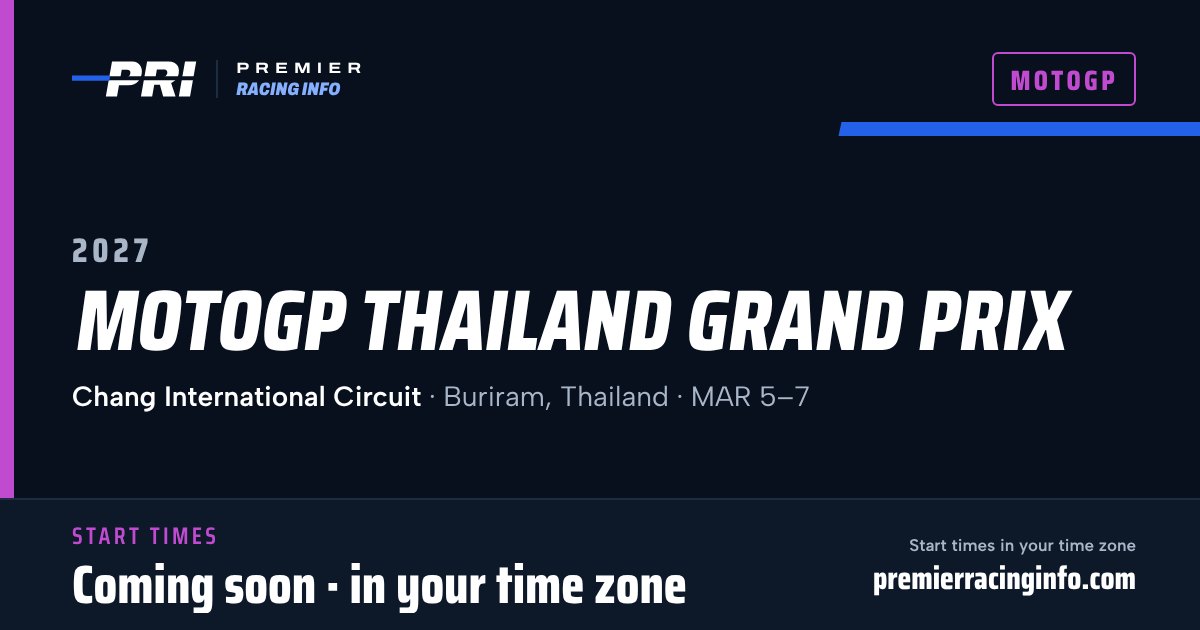 PRI
PREMIER
RACING INFO
MOTOGP
2027
MOTOGP THAILAND GRAND PRIX
Chang International Circuit · Buriram, Thailand · MAR 5–7
START TIMES
Coming soon · in your time zone
Start times in your time zone
premierracinginfo.com